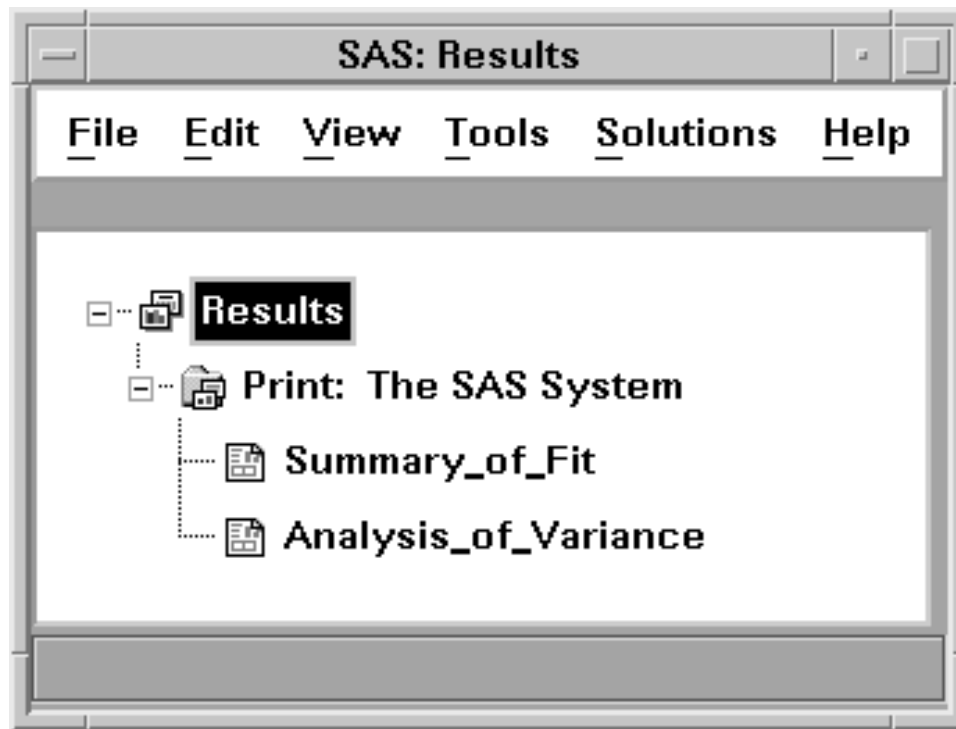 SAS: Results
File Edit View Tools Solutions Help
Results
Print: The SAS System
Summary_of_Fit
Analysis_of_Variance